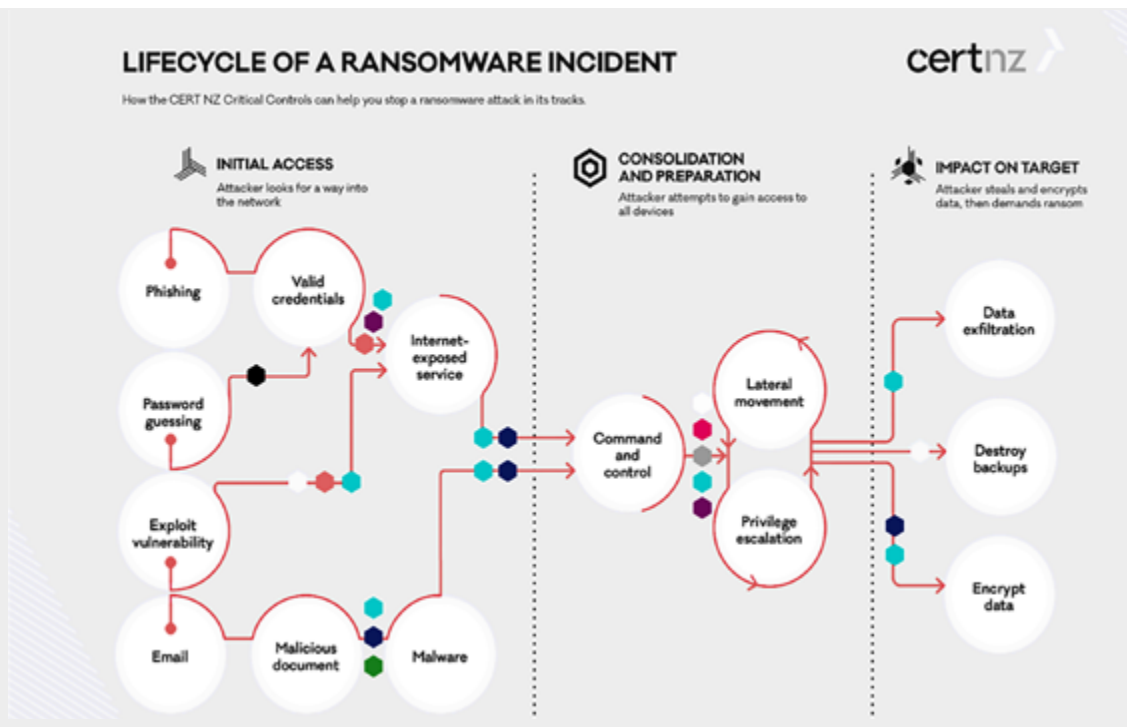 LIFECYCLE OF A RANSOMWARE INCIDENT
certnz
How the CERT NZ Critical Controls can help you stop a ransomware attack in its tracks.
INITIAL ACCESS
Attacker looks for a way into
the network
CONSOLIDATION
AND PREPARATION
Attacker attempts to gain access to
all devices
IMPACT ON TARGET
Attacker steals and encrypts
data, then demands ransom
Phishing
Valid
credentials
Internet-
exposed
service
Password
guessing
Exploit
vulnerability
Email
Malicious
document
Malware
Command
and
control
Lateral
movement
Privilege
escalation
Data
exfiltration
Destroy
backups
Encrypt
data